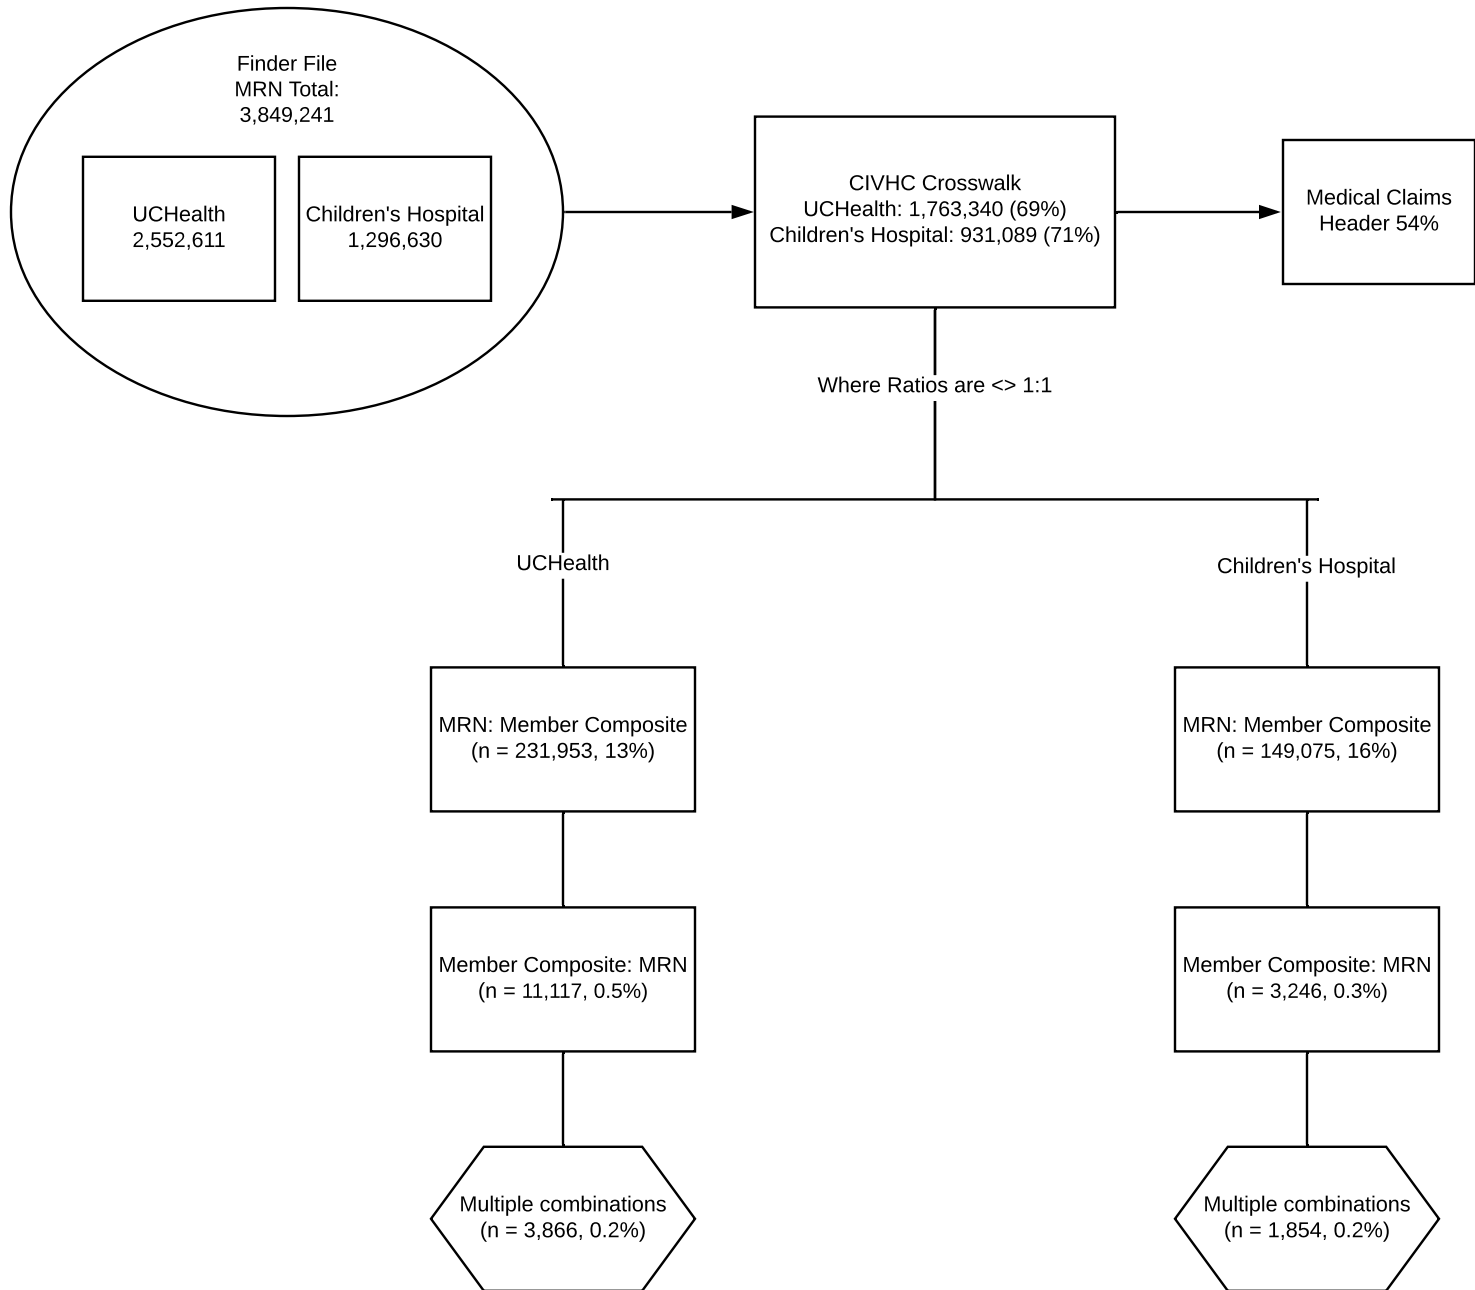 Finder File
MRN Total:
3,849,241
UCHealth
2,552,611
Children's Hospital
1,296,630
CIVHC Crosswalk
UCHealth: 1,763,340 (69%)
Children's Hospital: 931,089 (71%)
Medical Claims
Header 54%
Where Ratios are <> 1:1
UCHealth
Children's Hospital
MRN: Member Composite
(n = 231,953, 13%)
MRN: Member Composite
(n = 149,075, 16%)
Member Composite: MRN
(n = 11,117, 0.5%)
Member Composite: MRN
(n = 3,246, 0.3%)
Multiple combinations
(n = 3,866, 0.2%)
Multiple combinations
(n = 1,854, 0.2%)